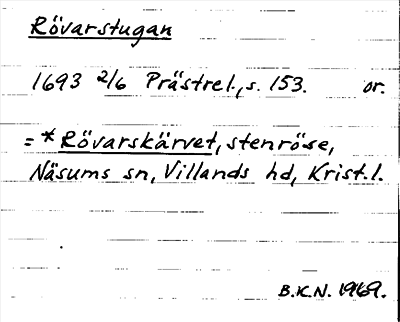 Rövarstugan
1693 2/6 Prästrel., s. 153. or.
= * Rövarskärvet, stenröse,
Näsums sn, Villands hd, Krist. l.
B.K.N. 1969.